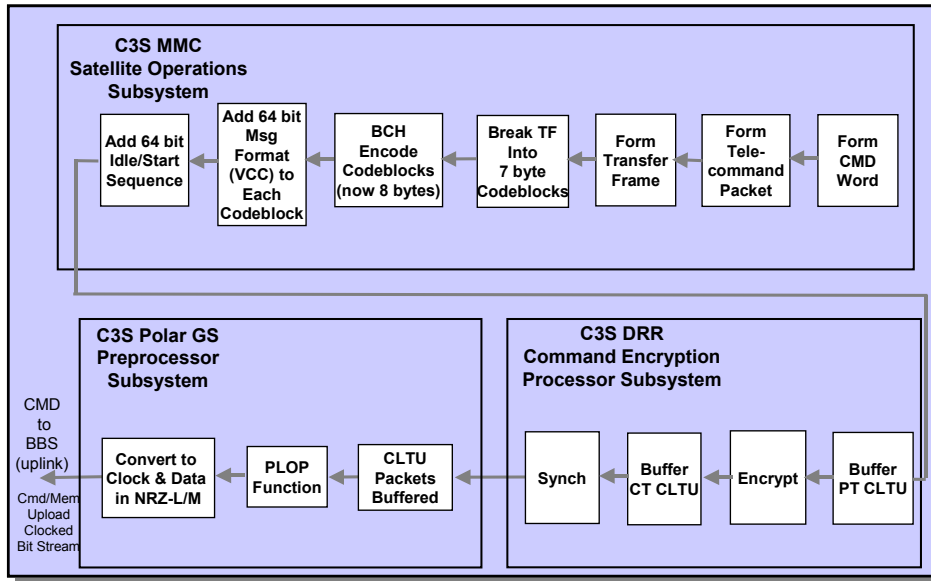 C3S MMC
Satellite Operations
Subsystem
Add 64 bit
Idle/Start
Sequence
Add 64 bit
Msg
Format
(VCC) to
Each
Codeblock
BCH
Encode
Codeblocks
(now 8 bytes)
Break TF
Into
7 byte
Codeblocks
Form
Transfer
Frame
Form
Tele-
command
Packet
Form
CMD
Word
C3S Polar GS
Preprocessor
Subsystem
CMD
to
BBS
(uplink)
Cmd/Mem
Upload
Clocked
Bit Stream
Convert to
Clock & Data
in NRZ-L/M
PLOP
Function
CLTU
Packets
Buffered
C3S DRR
Command Encryption
Processor Subsystem
Synch
Buffer
CT CLTU
Encrypt
Buffer
PT CLTU